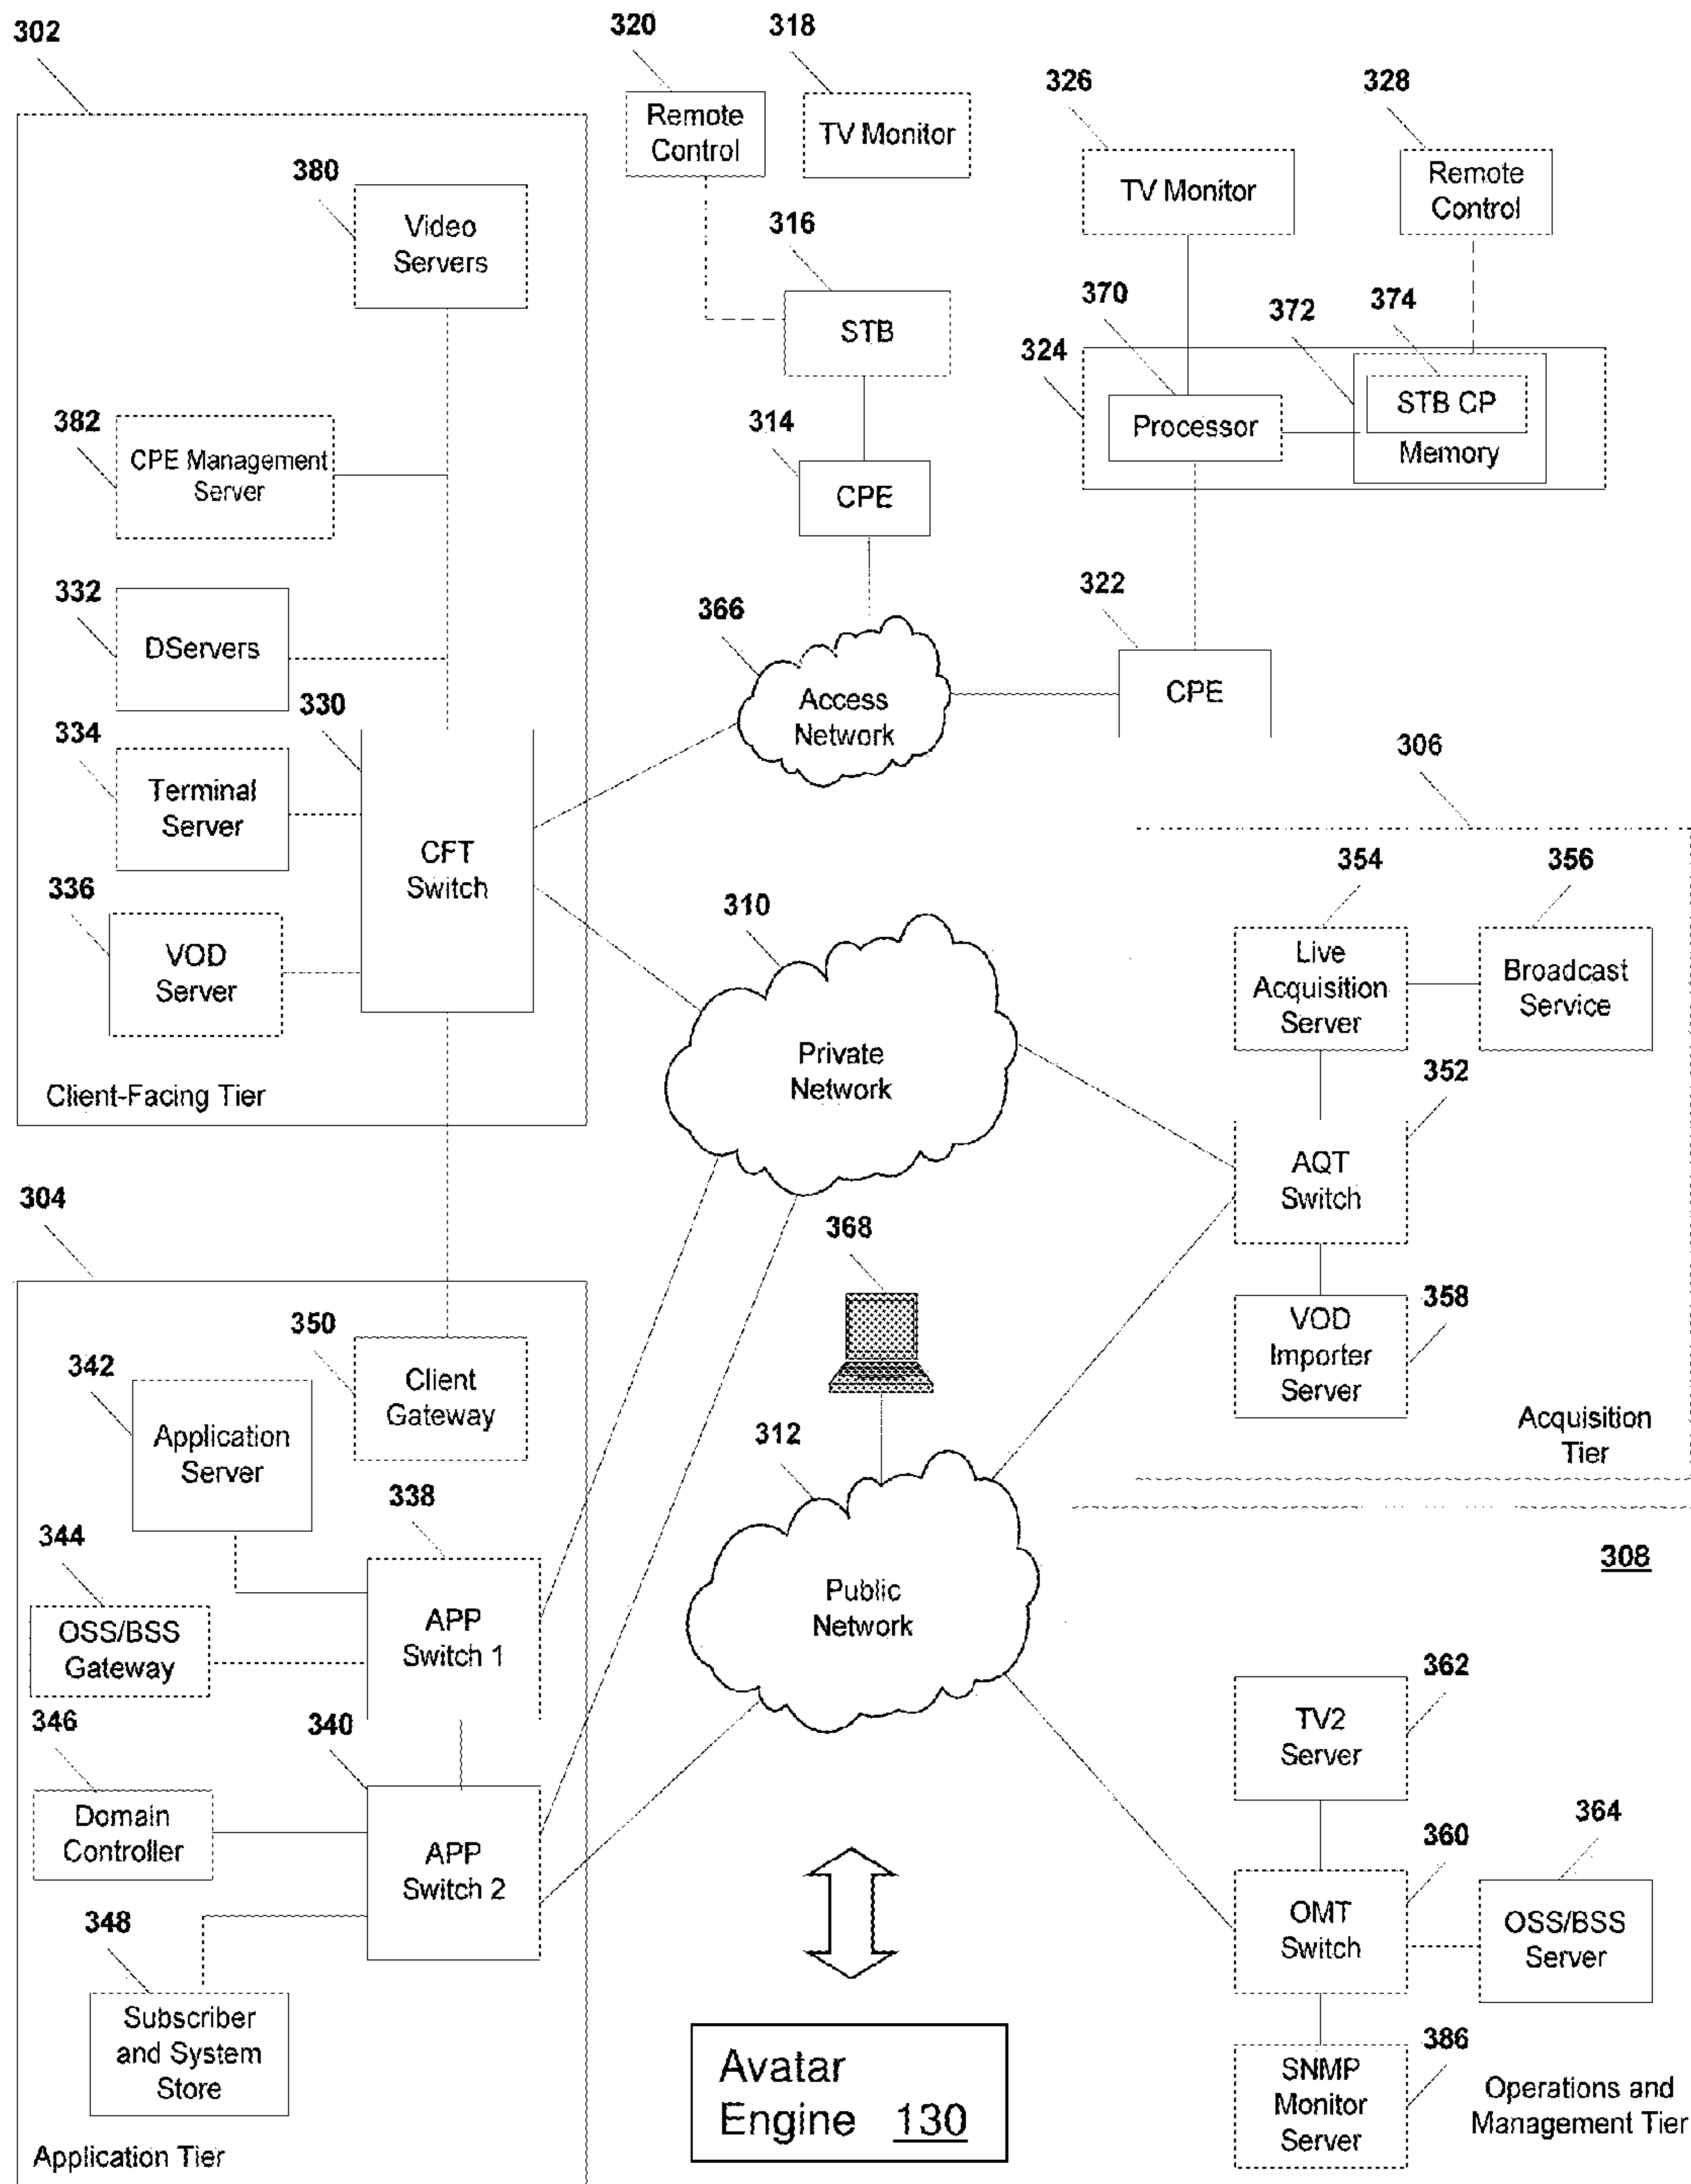 302
320
318
326
328
Remote
Control
TV Monitor
TV Monitor
Remote
Control
380
Video
Servers
316
STB
370
372
374
324
Processor
STB CP
Memory
382
CPE Management
Server
314
CPE
332
DServers
366
Access
Network
322
CPE
330
334
Terminal
Server
CFT
Switch
336
VOD
Server
Client-Facing Tier
306
354
356
Live
Acquisition
Server
Broadcast
Service
310
Private
Network
352
AQT
Switch
358
VOD
Importer
Server
Acquisition
Tier
304
368
350
Client
Gateway
342
Application
Server
312
Public
Network
338
APP
Switch 1
344
OSS/BSS
Gateway
308
346
Domain
Controller
340
APP
Switch 2
348
Subscriber
and System
Store
Application Tier
362
TV2
Server
360
OMT
Switch
364
OSS/BSS
Server
386
SNMP
Monitor
Server
Operations and
Management Tier
Avatar
Engine 130